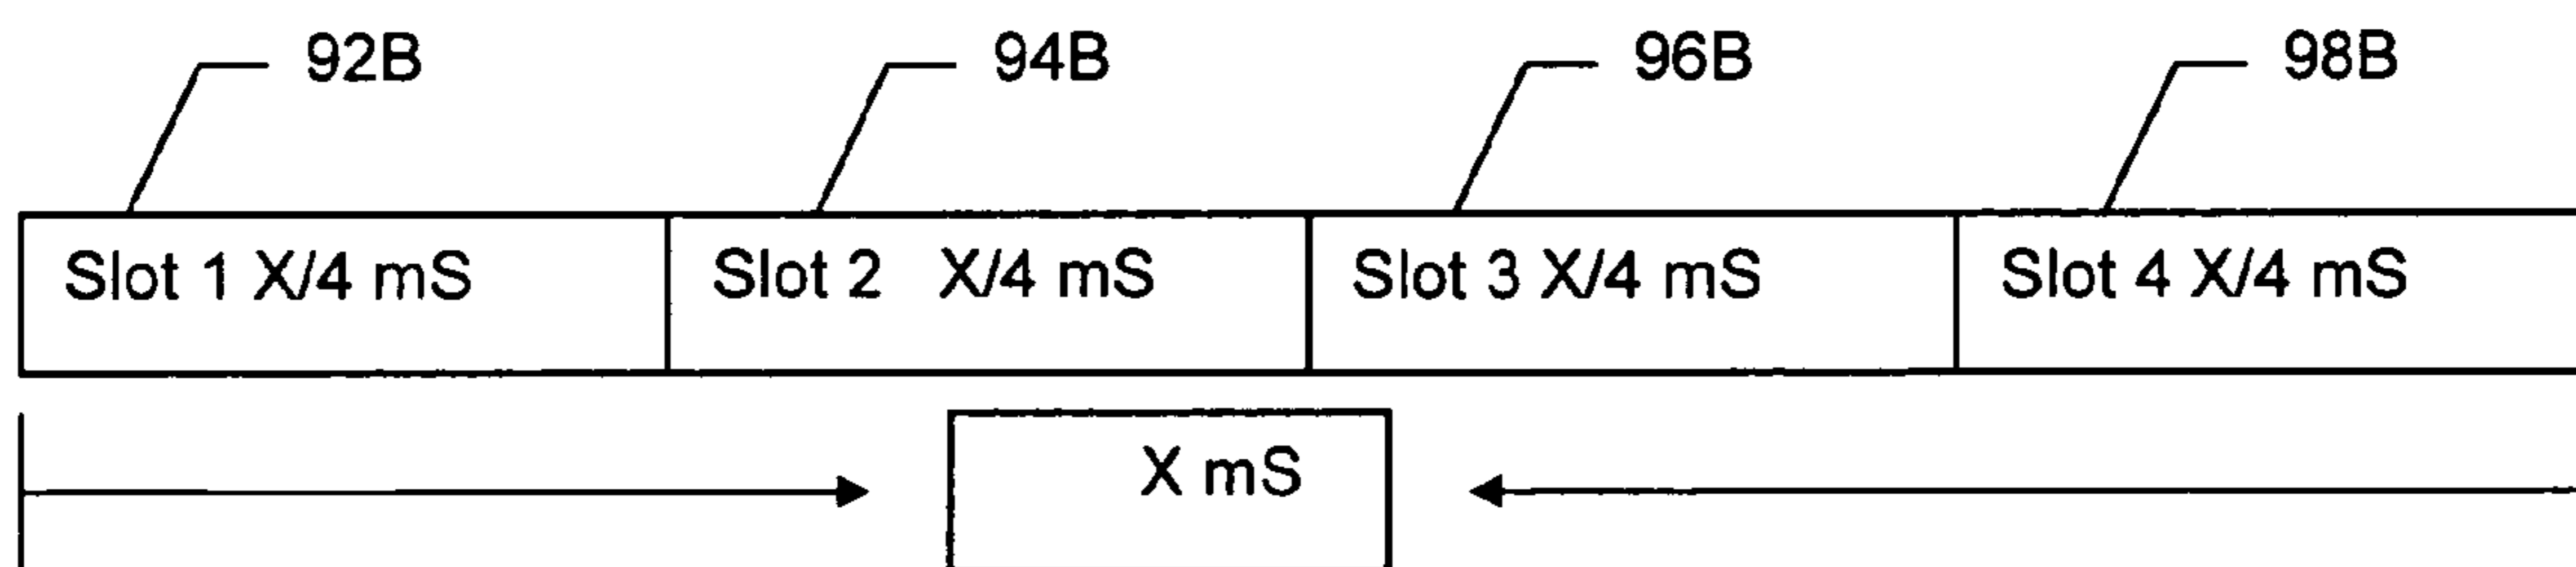 92B 94B 96B 98B
Slot 1 X/4 mS Slot 2 X/4 mS Slot 3 X/4 mS Slot 4 X/4 mS
X mS